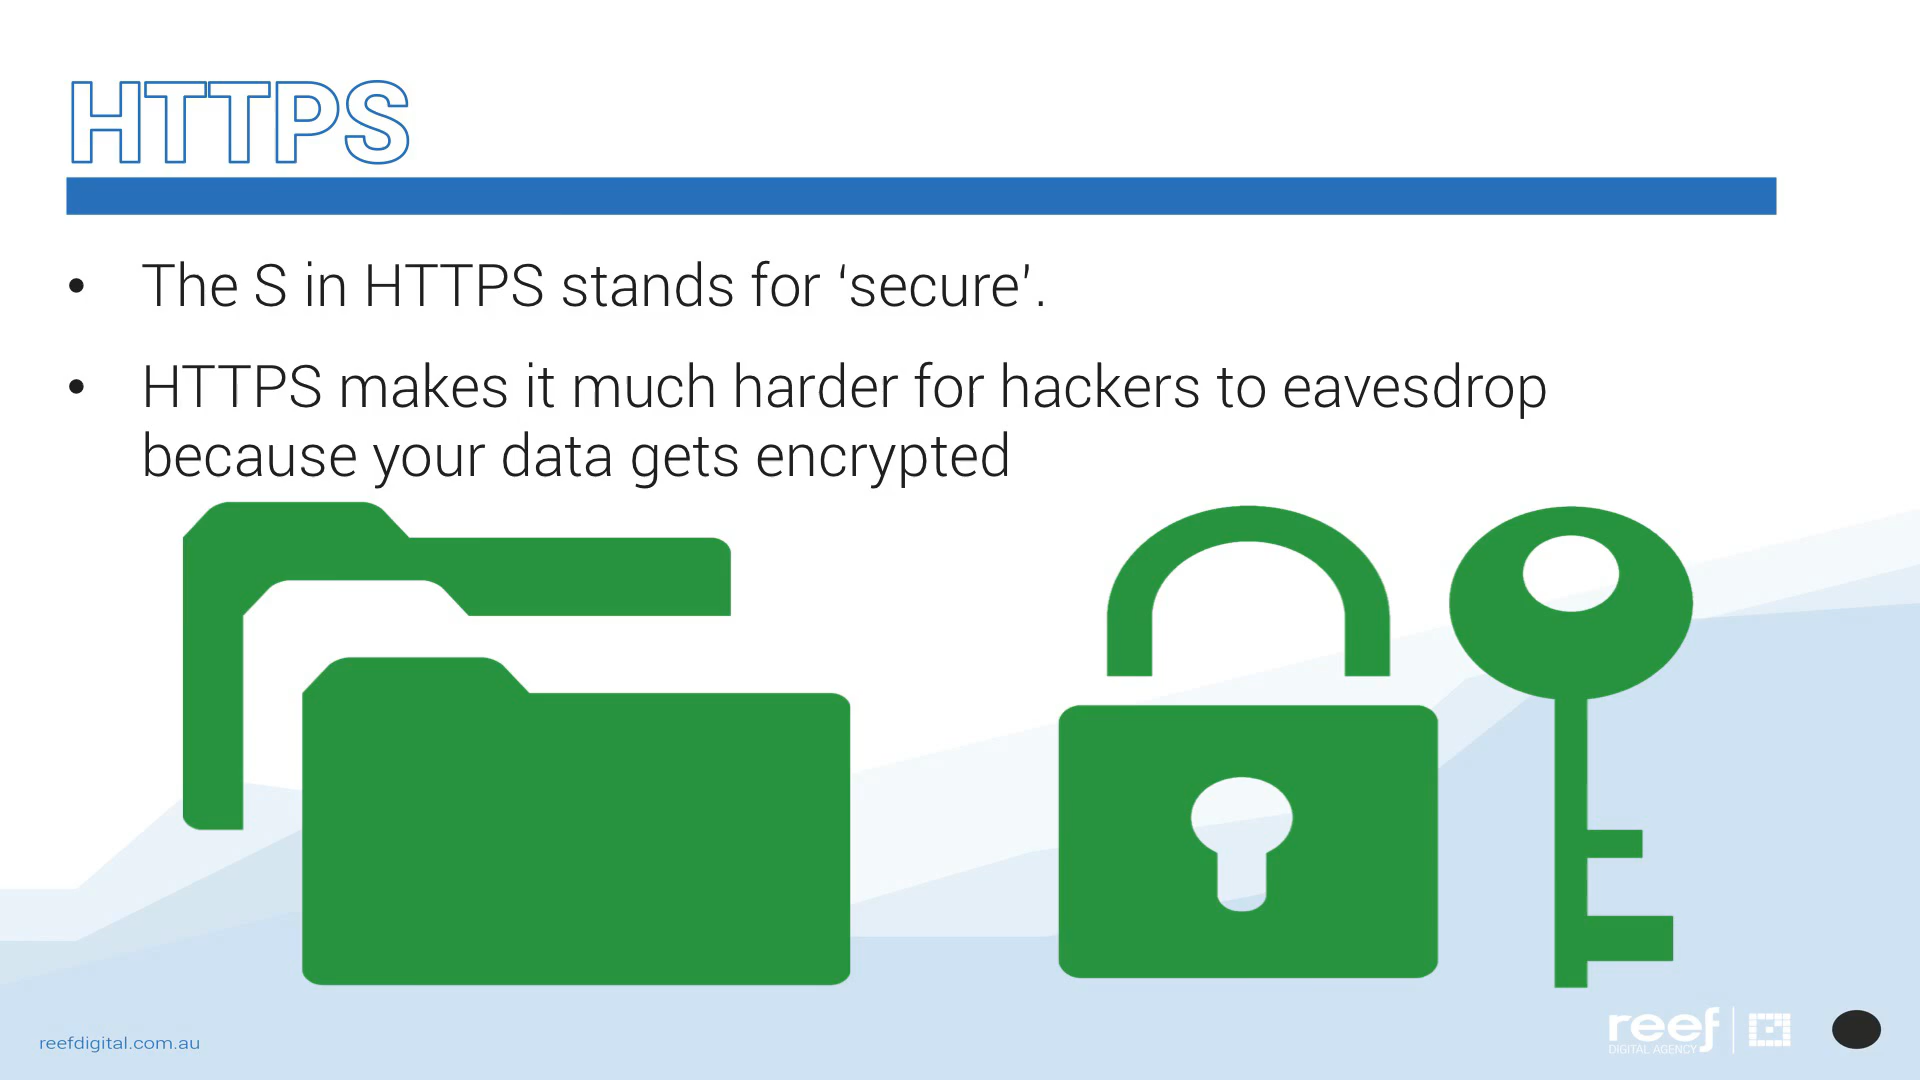 HTTPS
• The S in HTTPS stands for ‘secure’.
• HTTPS makes it much harder for hackers to eavesdrop
because your data gets encrypted
reefdigital.com.au
reef
DIGITAL AGENCY